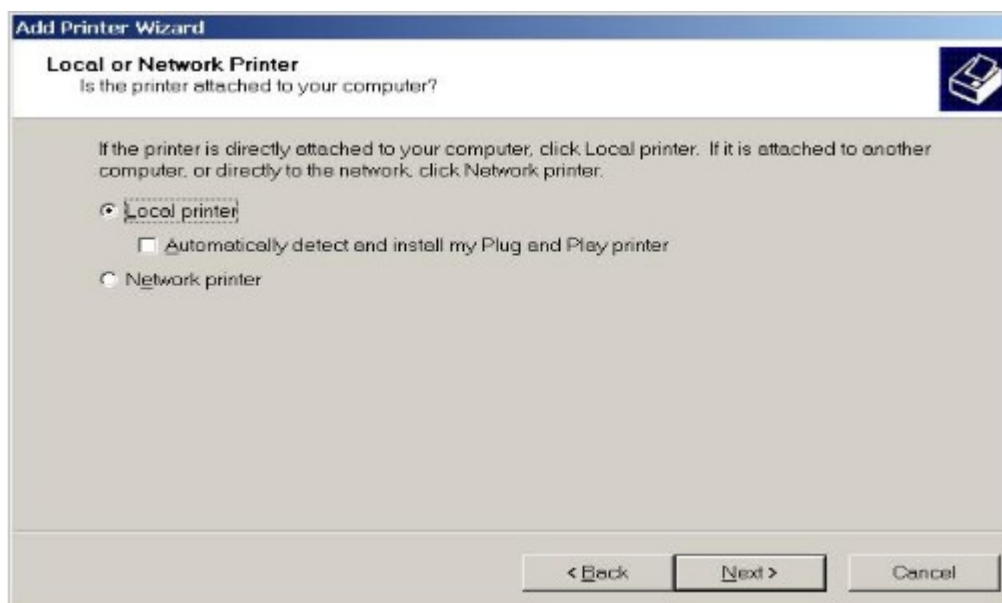 Add Printer Wizard
Local or Network Printer
Is the printer attached to your computer?
If the printer is directly attached to your computer, click Local printer. If it is attached to another
computer, or directly to the network, click Network printer.
Local printer
Automatically detect and install my Plug and Play printer
Network printer
< Back Next > Cancel